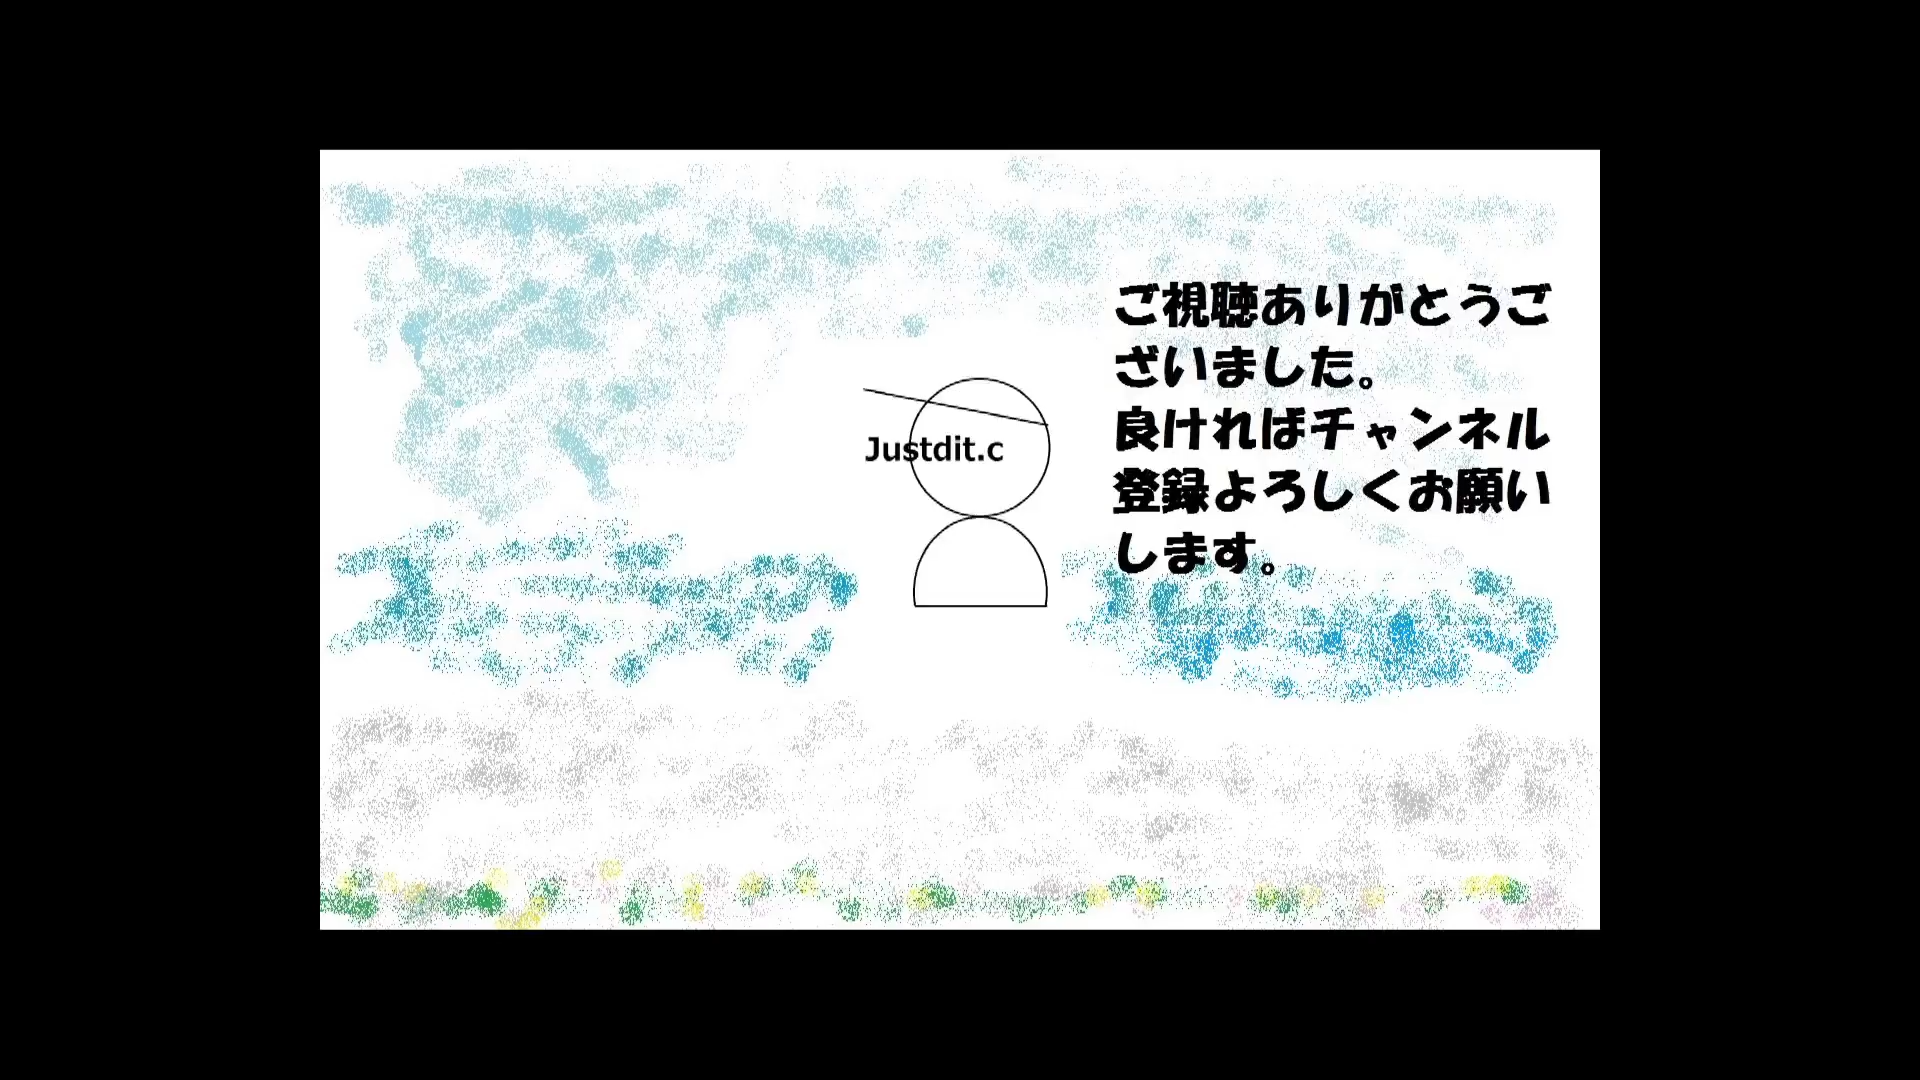 ご視聴ありがとうご
ざいました。
良ければチャンネル
登録よろしくお願い
します。
Justdit.c